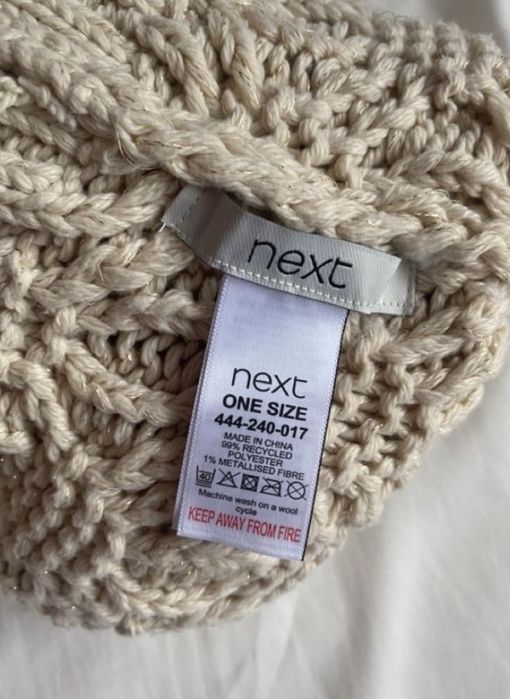 next
next
ONE SIZE
444-240-017
MADE IN CHINA
99% RECYCLED
POLYESTER
1% METALLISED FIBRE
40
Machine wash on a wool
cycle
KEEP AWAY FROM FIRE